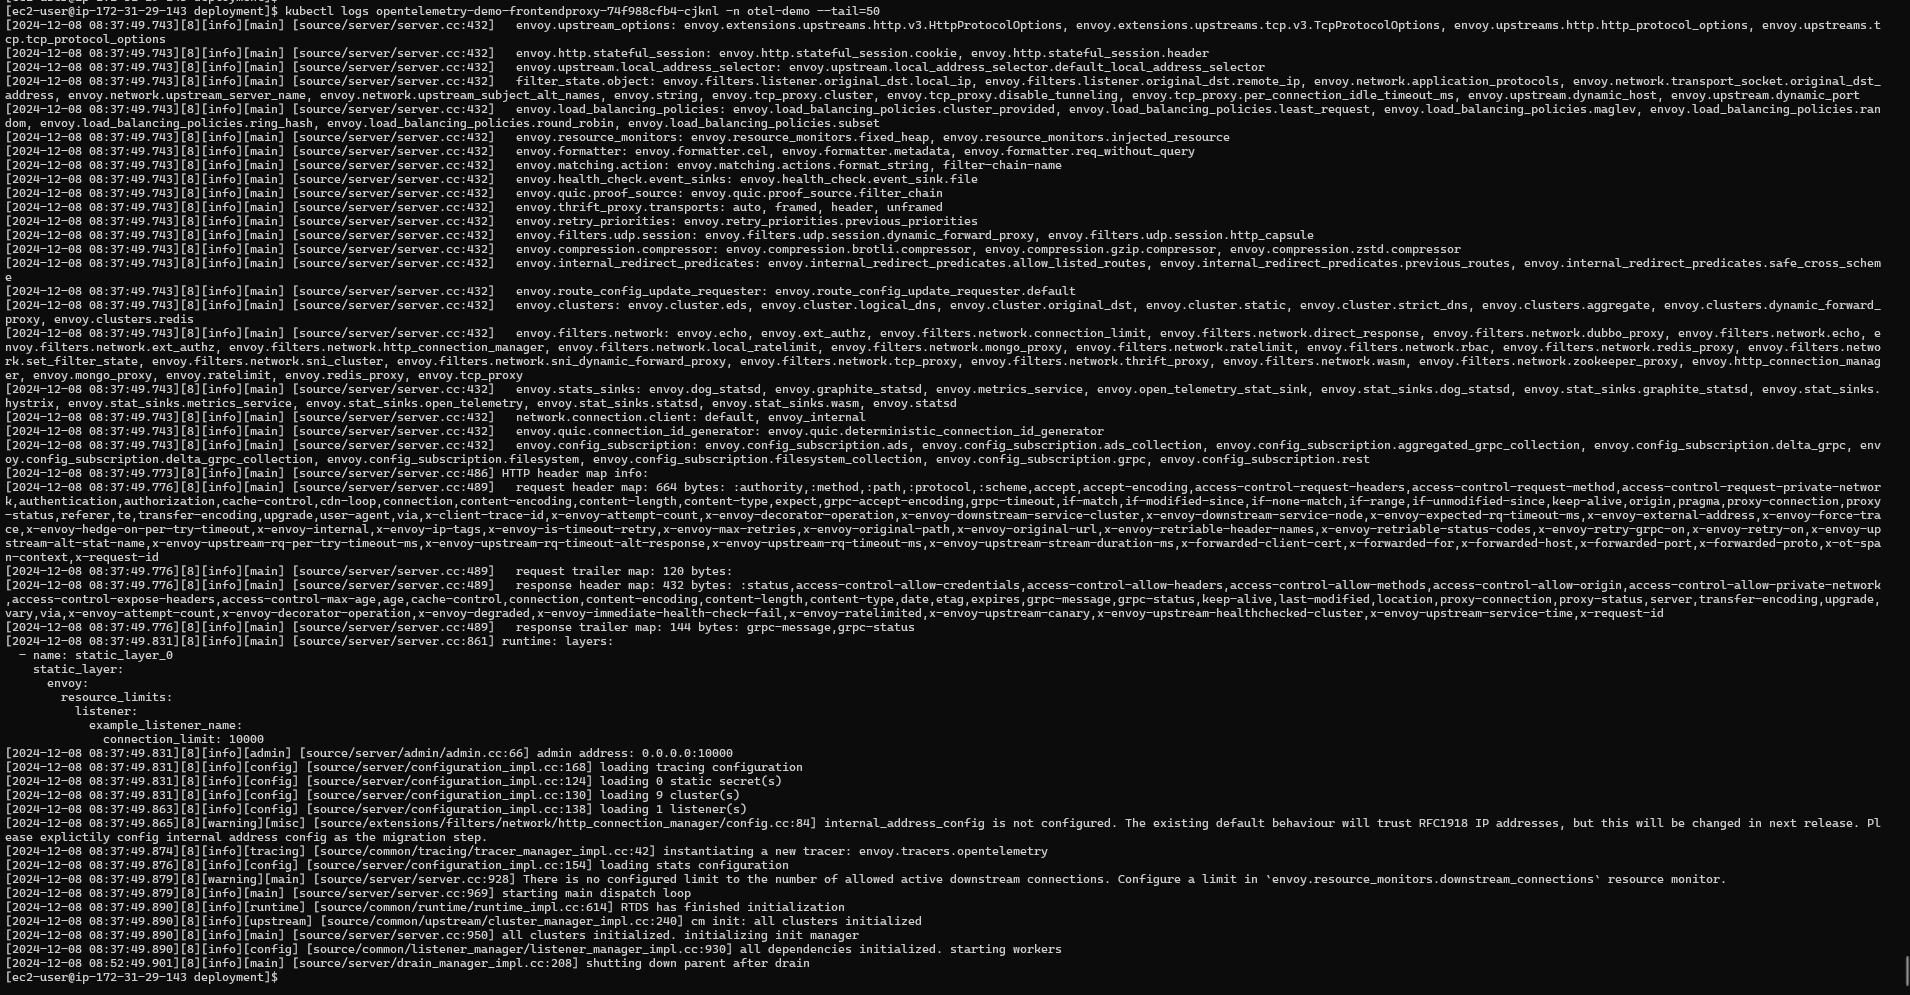 [ec2-user@ip-172-31-29-143 deployment]$ kubectl logs opentelemetry-demo-frontendproxy-74f988cfb4-cjknl -n otel-demo --tail=50
[2024-12-08 08:37:49.743][8][info][main] [source/server/server.cc:432]   envoy.upstream_options: envoy.extensions.upstreams.http.v3.HttpProtocolOptions, envoy.extensions.upstreams.tcp.v3.TcpProtocolOptions, envoy.upstreams.http.http_protocol_options, envoy.upstreams.t
cp.tcp_protocol_options
[2024-12-08 08:37:49.743][8][info][main] [source/server/server.cc:432]   envoy.http.stateful_session: envoy.http.stateful_session.cookie, envoy.http.stateful_session.header
[2024-12-08 08:37:49.743][8][info][main] [source/server/server.cc:432]   envoy.upstream.local_address_selector: envoy.upstream.local_address_selector.default_local_address_selector
[2024-12-08 08:37:49.743][8][info][main] [source/server/server.cc:432]   filter_state.object: envoy.filters.listener.original_dst.local_ip, envoy.filters.listener.original_dst.remote_ip, envoy.network.application_protocols, envoy.network.transport_socket.original_dst_
address, envoy.network.upstream_server_name, envoy.network.upstream_subject_alt_names, envoy.string, envoy.tcp_proxy.cluster, envoy.tcp_proxy.disable_tunneling, envoy.tcp_proxy.per_connection_idle_timeout_ms, envoy.upstream.dynamic_host, envoy.upstream.dynamic_port
[2024-12-08 08:37:49.743][8][info][main] [source/server/server.cc:432]   envoy.load_balancing_policies: envoy.load_balancing_policies.cluster_provided, envoy.load_balancing_policies.least_request, envoy.load_balancing_policies.maglev, envoy.load_balancing_policies.ran
dom, envoy.load_balancing_policies.ring_hash, envoy.load_balancing_policies.round_robin, envoy.load_balancing_policies.subset
[2024-12-08 08:37:49.743][8][info][main] [source/server/server.cc:432]   envoy.resource_monitors: envoy.resource_monitors.fixed_heap, envoy.resource_monitors.injected_resource
[2024-12-08 08:37:49.743][8][info][main] [source/server/server.cc:432]   envoy.formatter: envoy.formatter.cel, envoy.formatter.metadata, envoy.formatter.req_without_query
[2024-12-08 08:37:49.743][8][info][main] [source/server/server.cc:432]   envoy.matching.action: envoy.matching.actions.format_string, filter-chain-name
[2024-12-08 08:37:49.743][8][info][main] [source/server/server.cc:432]   envoy.health_check.event_sinks: envoy.health_check.event_sink.file
[2024-12-08 08:37:49.743][8][info][main] [source/server/server.cc:432]   envoy.quic.proof_source: envoy.quic.proof_source.filter_chain
[2024-12-08 08:37:49.743][8][info][main] [source/server/server.cc:432]   envoy.thrift_proxy.transports: auto, framed, header, unframed
[2024-12-08 08:37:49.743][8][info][main] [source/server/server.cc:432]   envoy.retry_priorities: envoy.retry_priorities.previous_priorities
[2024-12-08 08:37:49.743][8][info][main] [source/server/server.cc:432]   envoy.filters.udp.session: envoy.filters.udp.session.dynamic_forward_proxy, envoy.filters.udp.session.http_capsule
[2024-12-08 08:37:49.743][8][info][main] [source/server/server.cc:432]   envoy.compression.compressor: envoy.compression.brotli.compressor, envoy.compression.gzip.compressor, envoy.compression.zstd.compressor
[2024-12-08 08:37:49.743][8][info][main] [source/server/server.cc:432]   envoy.internal_redirect_predicates: envoy.internal_redirect_predicates.allow_listed_routes, envoy.internal_redirect_predicates.previous_routes, envoy.internal_redirect_predicates.safe_cross_schem
e
[2024-12-08 08:37:49.743][8][info][main] [source/server/server.cc:432]   envoy.route_config_update_requester: envoy.route_config_update_requester.default
[2024-12-08 08:37:49.743][8][info][main] [source/server/server.cc:432]   envoy.clusters: envoy.cluster.eds, envoy.cluster.logical_dns, envoy.cluster.original_dst, envoy.cluster.static, envoy.cluster.strict_dns, envoy.clusters.aggregate, envoy.clusters.dynamic_forward_
proxy, envoy.clusters.redis
[2024-12-08 08:37:49.743][8][info][main] [source/server/server.cc:432]   envoy.filters.network: envoy.echo, envoy.ext_authz, envoy.filters.network.connection_limit, envoy.filters.network.direct_response, envoy.filters.network.dubbo_proxy, envoy.filters.network.echo, e
nvoy.filters.network.ext_authz, envoy.filters.network.http_connection_manager, envoy.filters.network.local_ratelimit, envoy.filters.network.mongo_proxy, envoy.filters.network.ratelimit, envoy.filters.network.rbac, envoy.filters.network.redis_proxy, envoy.filters.netwo
rk.set_filter_state, envoy.filters.network.sni_cluster, envoy.filters.network.sni_dynamic_forward_proxy, envoy.filters.network.tcp_proxy, envoy.filters.network.thrift_proxy, envoy.filters.network.wasm, envoy.filters.network.zookeeper_proxy, envoy.http_connection_manag
er, envoy.mongo_proxy, envoy.ratelimit, envoy.redis_proxy, envoy.tcp_proxy
[2024-12-08 08:37:49.743][8][info][main] [source/server/server.cc:432]   envoy.stats_sinks: envoy.dog_statsd, envoy.graphite_statsd, envoy.metrics_service, envoy.open_telemetry_stat_sink, envoy.stat_sinks.dog_statsd, envoy.stat_sinks.graphite_statsd, envoy.stat_sinks.
hystrix, envoy.stat_sinks.metrics_service, envoy.stat_sinks.open_telemetry, envoy.stat_sinks.statsd, envoy.stat_sinks.wasm, envoy.statsd
[2024-12-08 08:37:49.743][8][info][main] [source/server/server.cc:432]   network.connection.client: default, envoy_internal
[2024-12-08 08:37:49.743][8][info][main] [source/server/server.cc:432]   envoy.quic.connection_id_generator: envoy.quic.deterministic_connection_id_generator
[2024-12-08 08:37:49.743][8][info][main] [source/server/server.cc:432]   envoy.config_subscription: envoy.config_subscription.ads, envoy.config_subscription.ads_collection, envoy.config_subscription.aggregated_grpc_collection, envoy.config_subscription.delta_grpc, env
oy.config_subscription.delta_grpc_collection, envoy.config_subscription.filesystem, envoy.config_subscription.filesystem_collection, envoy.config_subscription.grpc, envoy.config_subscription.rest
[2024-12-08 08:37:49.773][8][info][main] [source/server/server.cc:486] HTTP header map info:
[2024-12-08 08:37:49.776][8][info][main] [source/server/server.cc:489]   request header map: 664 bytes: :authority,:method,:path,:protocol,:scheme,accept,accept-encoding,access-control-request-headers,access-control-request-method,access-control-request-private-networ
k,authentication,authorization,cache-control,cdn-loop,connection,content-encoding,content-length,content-type,expect,grpc-accept-encoding,grpc-timeout,if-match,if-modified-since,if-none-match,if-range,if-unmodified-since,keep-alive,origin,pragma,proxy-connection,proxy
-status,referer,te,transfer-encoding,upgrade,user-agent,via,x-client-trace-id,x-envoy-attempt-count,x-envoy-decorator-operation,x-envoy-downstream-service-cluster,x-envoy-downstream-service-node,x-envoy-expected-rq-timeout-ms,x-envoy-external-address,x-envoy-force-tra
ce,x-envoy-hedge-on-per-try-timeout,x-envoy-internal,x-envoy-ip-tags,x-envoy-is-timeout-retry,x-envoy-max-retries,x-envoy-original-path,x-envoy-original-url,x-envoy-retriable-header-names,x-envoy-retriable-status-codes,x-envoy-retry-grpc-on,x-envoy-retry-on,x-envoy-up
stream-alt-stat-name,x-envoy-upstream-rq-per-try-timeout-ms,x-envoy-upstream-rq-timeout-alt-response,x-envoy-upstream-rq-timeout-ms,x-envoy-upstream-stream-duration-ms,x-forwarded-client-cert,x-forwarded-for,x-forwarded-host,x-forwarded-port,x-forwarded-proto,x-ot-spa
n-context,x-request-id
[2024-12-08 08:37:49.776][8][info][main] [source/server/server.cc:489]   request trailer map: 120 bytes:
[2024-12-08 08:37:49.776][8][info][main] [source/server/server.cc:489]   response header map: 432 bytes: :status,access-control-allow-credentials,access-control-allow-headers,access-control-allow-methods,access-control-allow-origin,access-control-allow-private-network
,access-control-expose-headers,access-control-max-age,age,cache-control,connection,content-encoding,content-length,content-type,date,etag,expires,grpc-message,grpc-status,keep-alive,last-modified,location,proxy-connection,proxy-status,server,transfer-encoding,upgrade,
vary,via,x-envoy-attempt-count,x-envoy-decorator-operation,x-envoy-degraded,x-envoy-immediate-health-check-fail,x-envoy-ratelimited,x-envoy-upstream-canary,x-envoy-upstream-healthchecked-cluster,x-envoy-upstream-service-time,x-request-id
[2024-12-08 08:37:49.776][8][info][main] [source/server/server.cc:489]   response trailer map: 144 bytes: grpc-message,grpc-status
[2024-12-08 08:37:49.831][8][info][main] [source/server/server.cc:861] runtime: layers:
  - name: static_layer_0
    static_layer:
      envoy:
        resource_limits:
          listener:
            example_listener_name:
              connection_limit: 10000
[2024-12-08 08:37:49.831][8][info][admin] [source/server/admin/admin.cc:66] admin address: 0.0.0.0:10000
[2024-12-08 08:37:49.831][8][info][config] [source/server/configuration_impl.cc:168] loading tracing configuration
[2024-12-08 08:37:49.831][8][info][config] [source/server/configuration_impl.cc:124] loading 0 static secret(s)
[2024-12-08 08:37:49.831][8][info][config] [source/server/configuration_impl.cc:130] loading 9 cluster(s)
[2024-12-08 08:37:49.863][8][info][config] [source/server/configuration_impl.cc:138] loading 1 listener(s)
[2024-12-08 08:37:49.865][8][warning][misc] [source/extensions/filters/network/http_connection_manager/config.cc:84] internal_address_config is not configured. The existing default behaviour will trust RFC1918 IP addresses, but this will be changed in next release. Pl
ease explictily config internal address config as the migration step.
[2024-12-08 08:37:49.874][8][info][tracing] [source/common/tracing/tracer_manager_impl.cc:42] instantiating a new tracer: envoy.tracers.opentelemetry
[2024-12-08 08:37:49.876][8][info][config] [source/server/configuration_impl.cc:154] loading stats configuration
[2024-12-08 08:37:49.879][8][warning][main] [source/server/server.cc:928] There is no configured limit to the number of allowed active downstream connections. Configure a limit in `envoy.resource_monitors.downstream_connections` resource monitor.
[2024-12-08 08:37:49.879][8][info][main] [source/server/server.cc:969] starting main dispatch loop
[2024-12-08 08:37:49.890][8][info][runtime] [source/common/runtime/runtime_impl.cc:614] RTDS has finished initialization
[2024-12-08 08:37:49.890][8][info][upstream] [source/common/upstream/cluster_manager_impl.cc:240] cm init: all clusters initialized
[2024-12-08 08:37:49.890][8][info][main] [source/server/server.cc:950] all clusters initialized. initializing init manager
[2024-12-08 08:37:49.890][8][info][config] [source/common/listener_manager/listener_manager_impl.cc:930] all dependencies initialized. starting workers
[2024-12-08 08:52:49.901][8][info][main] [source/server/drain_manager_impl.cc:208] shutting down parent after drain
[ec2-user@ip-172-31-29-143 deployment]$